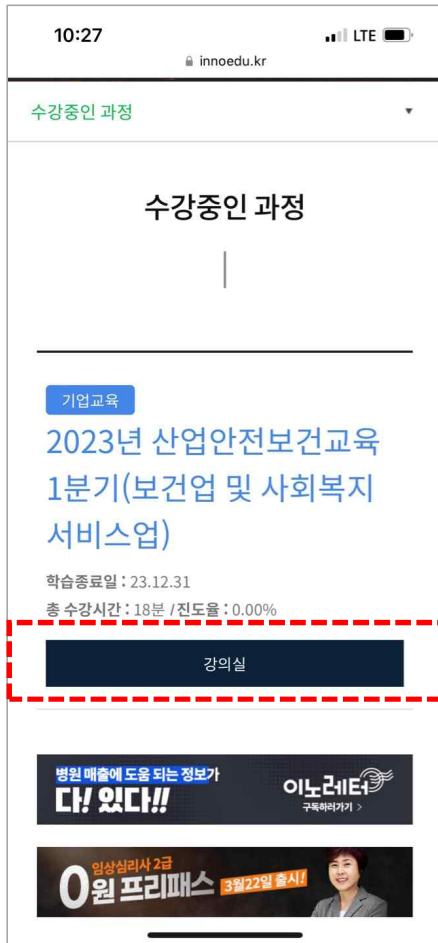 10:27
LTE
innoedu.kr
수강중인 과정
수강중인 과정
기업교육
2023년 산업안전보건교육
1분기(보건업 및 사회복지
서비스업)
학습종료일 : 23.12.31
총 수강시간 : 18분 / 진도율 : 0.00%
강의실
병원 매출에 도움 되는 정보가
다! 있다!!
이노레터
구독하러가기 >
임상심리사 2급
0원 프리패스 3월22일 출시!